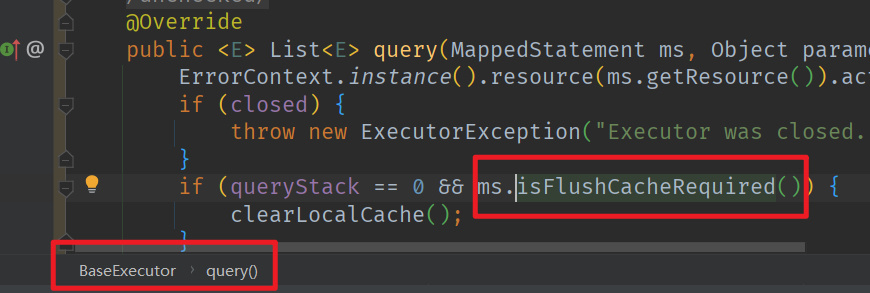 @Override
@
public <E> List<E> query(MappedStatement ms, Object param
ErrorContext.instance().resource(ms.getResource()).ac
if (closed) {
throw new ExecutorException("Executor was closed.
}
if (queryStack == 0 && ms.isFlushCacheRequired()) {
clearLocalCache();
}
BaseExecutor › query()